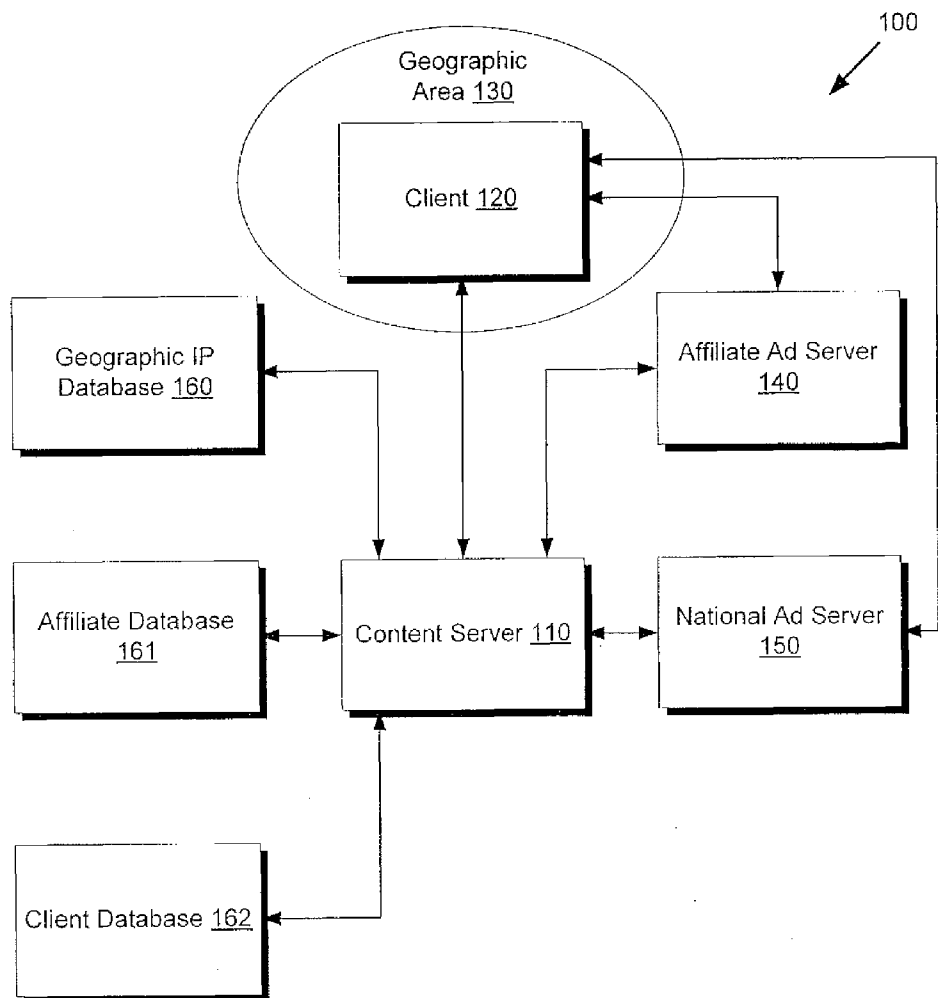 100
Geographic
Area 130
Client 120
Geographic IP
Database 160
Affiliate Ad Server
140
Affiliate Database
161
Content Server 110
National Ad Server
150
Client Database 162